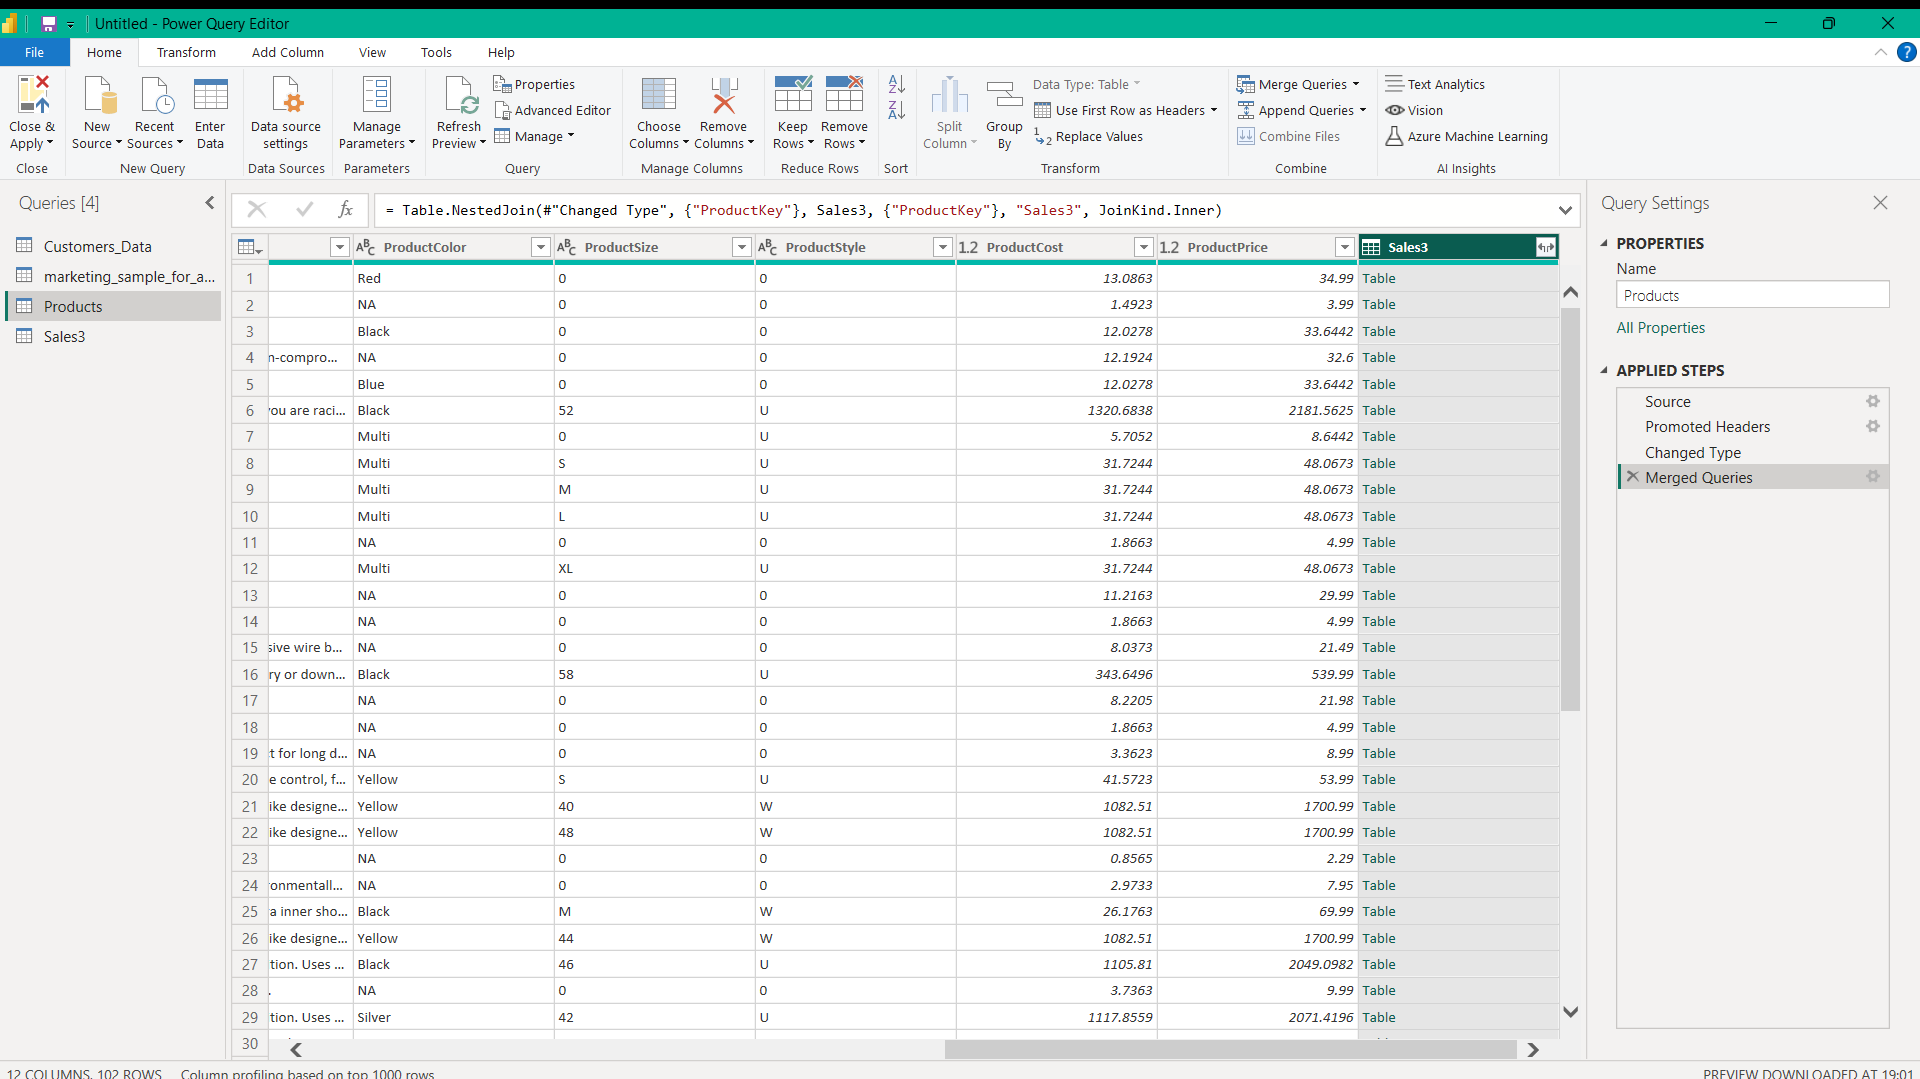 Untitled - Power Query Editor
File Home Transform Add Column View Tools Help
Close & Apply
Close
New Source
Recent Sources
Enter Data
New Query
Data source settings
Data Sources
Manage Parameters
Parameters
Refresh Preview
Properties
Advanced Editor
Manage
Query
Choose Columns
Remove Columns
Manage Columns
Keep Rows
Remove Rows
Reduce Rows
Sort
Split Column
Group By
Data Type: Table
Use First Row as Headers
Replace Values
Transform
Merge Queries
Append Queries
Combine Files
Combine
Text Analytics
Vision
Azure Machine Learning
AI Insights
Queries [4]
Customers_Data
marketing_sample_for_a...
Products
Sales3
= Table.NestedJoin(#"Changed Type", {"ProductKey"}, Sales3, {"ProductKey"}, "Sales3", JoinKind.Inner)
ProductColor ProductSize ProductStyle 1.2 ProductCost 1.2 ProductPrice Sales3
1 Red 0 0 13.0863 34.99 Table
2 NA 0 0 1.4923 3.99 Table
3 Black 0 0 12.0278 33.6442 Table
4 n-compro... NA 0 0 12.1924 32.6 Table
5 Blue 0 0 12.0278 33.6442 Table
6 you are raci... Black 52 U 1320.6838 2181.5625 Table
7 Multi 0 U 5.7052 8.6442 Table
8 Multi S U 31.7244 48.0673 Table
9 Multi M U 31.7244 48.0673 Table
10 Multi L U 31.7244 48.0673 Table
11 NA 0 0 1.8663 4.99 Table
12 Multi XL U 31.7244 48.0673 Table
13 NA 0 0 11.2163 29.99 Table
14 NA 0 0 1.8663 4.99 Table
15 sive wire b... NA 0 0 8.0373 21.49 Table
16 ry or down... Black 58 U 343.6496 539.99 Table
17 NA 0 0 8.2205 21.98 Table
18 NA 0 0 1.8663 4.99 Table
19 t for long d... NA 0 0 3.3623 8.99 Table
20 e control, f... Yellow S U 41.5723 53.99 Table
21 ike designe... Yellow 40 W 1082.51 1700.99 Table
22 ike designe... Yellow 48 W 1082.51 1700.99 Table
23 NA 0 0 0.8565 2.29 Table
24 onmentall... NA 0 0 2.9733 7.95 Table
25 a inner sho... Black M W 26.1763 69.99 Table
26 ike designe... Yellow 44 W 1082.51 1700.99 Table
27 tion. Uses ... Black 46 U 1105.81 2049.0982 Table
28 . NA 0 0 3.7363 9.99 Table
29 tion. Uses ... Silver 42 U 1117.8559 2071.4196 Table
30
Query Settings
PROPERTIES
Name
Products
All Properties
APPLIED STEPS
Source
Promoted Headers
Changed Type
Merged Queries
12 COLUMNS, 102 ROWS Column profiling based on top 1000 rows
PREVIEW DOWNLOADED AT 19:01